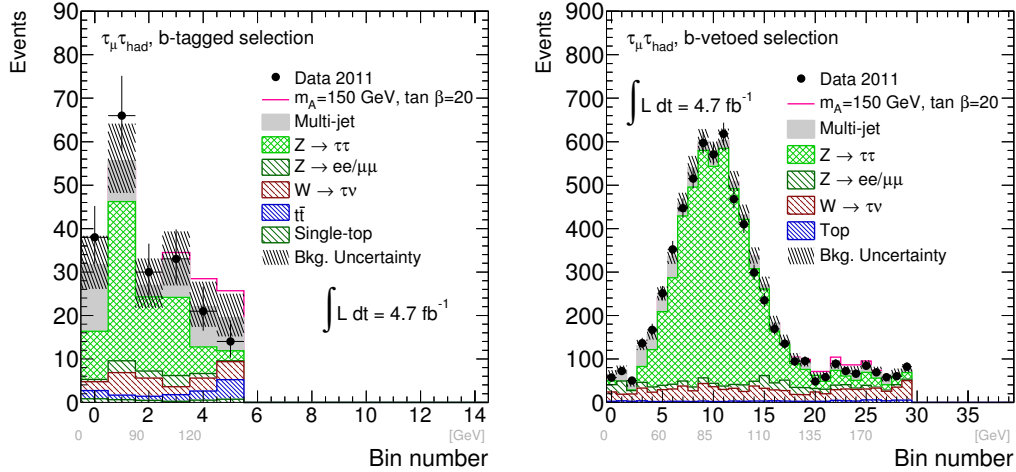 Events
90
80
70
60
50
40
30
20
10
0
τμτhad, b-tagged selection
Data 2011
mA=150 GeV, tan β=20
Multi-jet
Z → ττ
Z → ee/μμ
W → τν
tt̄
Single-top
Bkg. Uncertainty
∫ L dt = 4.7 fb⁻¹
0 2 4 6 8 10 12 14
0 90 120 [GeV]
Bin number
Events
900
800
700
600
500
400
300
200
100
0
τμτhad, b-vetoed selection
∫ L dt = 4.7 fb⁻¹
Data 2011
mA=150 GeV, tan β=20
Multi-jet
Z → ττ
Z → ee/μμ
W → τν
Top
Bkg. Uncertainty
0 5 10 15 20 25 30 35
0 60 85 110 135 170 [GeV]
Bin number